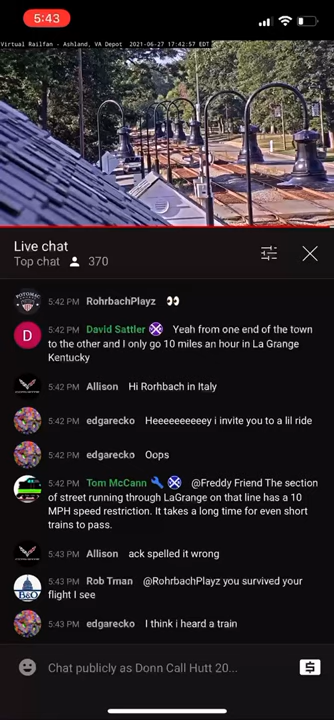 5:43
Virtual Railfan - Ashland, VA Depot 2021-06-27 17:42:57 EDT
Live chat
Top chat 370
5:42 PM RohrbachPlayz 👀
D 5:42 PM David Sattler Yeah from one end of the town
to the other and I only go 10 miles an hour in La Grange
Kentucky
5:42 PM Allison Hi Rorhbach in Italy
5:42 PM edgarecko Heeeeeeeeey i invite you to a lil ride
5:42 PM edgarecko Oops
5:42 PM Tom McCann @Freddy Friend The section
of street running through LaGrange on that line has a 10
MPH speed restriction. It takes a long time for even short
trains to pass.
5:43 PM Allison ack spelled it wrong
5:43 PM Rob Tman @RohrbachPlayz you survived your
flight I see
B&O
5:43 PM edgarecko I think i heard a train
Chat publicly as Donn Call Hutt 20...